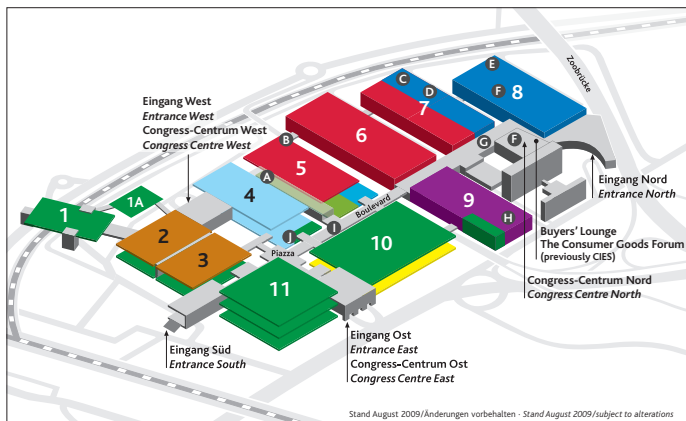 Zoobrücke
E
C
D
F
8
7
Eingang West
Entrance West
Congress-Centrum West
Congress Centre West
6
B
5
G
F
A
4
Boulevard
Eingang Nord
Entrance North
1
1A
9
H
2
J
I
10
Buyers' Lounge
The Consumer Goods Forum
(previously CIES)
3
Piazza
Congress-Centrum Nord
Congress Centre North
11
Eingang Süd
Entrance South
Eingang Ost
Entrance East
Congress-Centrum Ost
Congress Centre East
Stand August 2009/Änderungen vorbehalten · Stand August 2009/subject to alterations